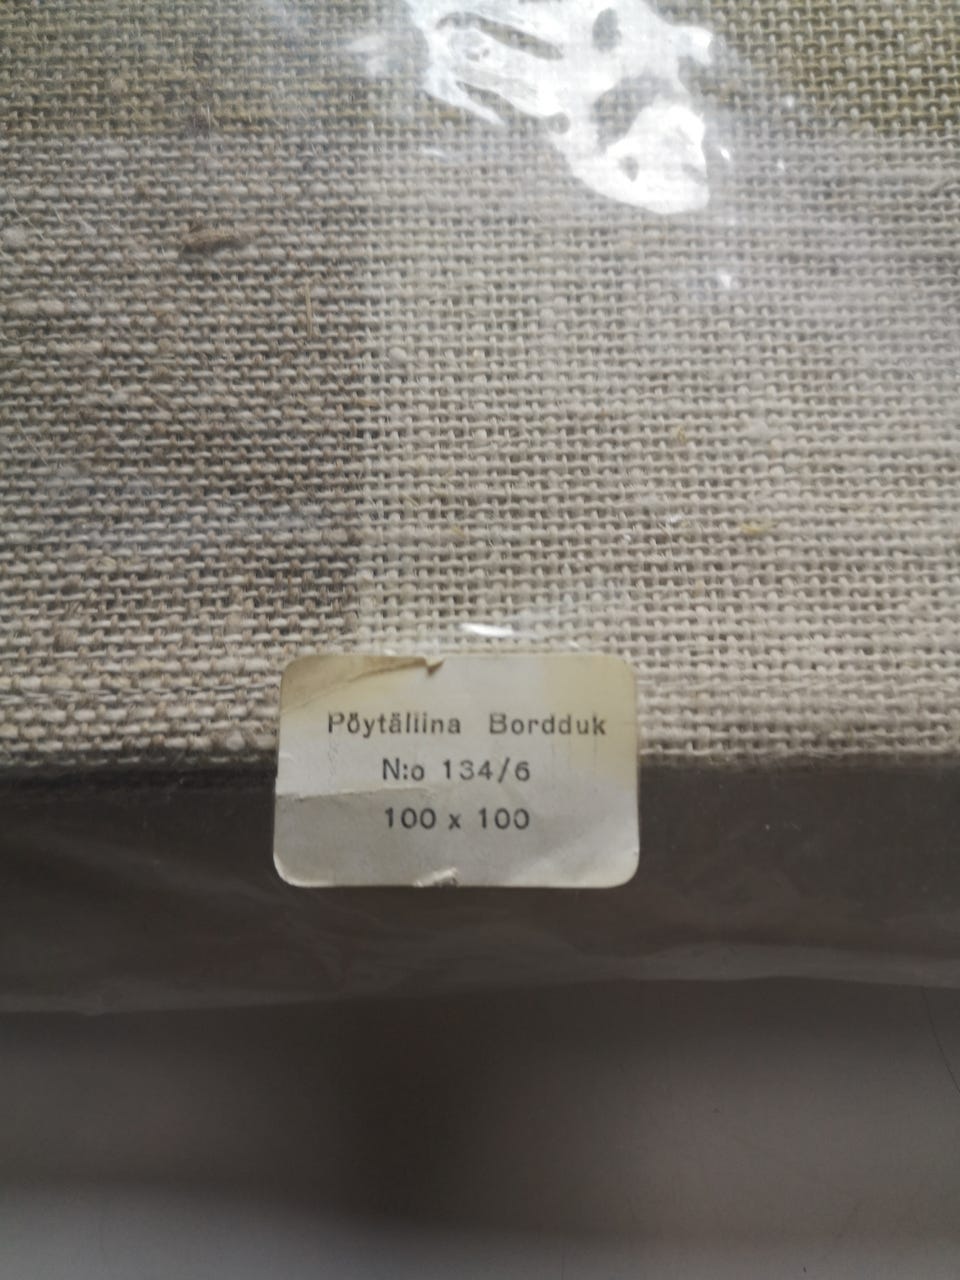 Pöytäliina Bordduk
N:o 134/6
100 x 100